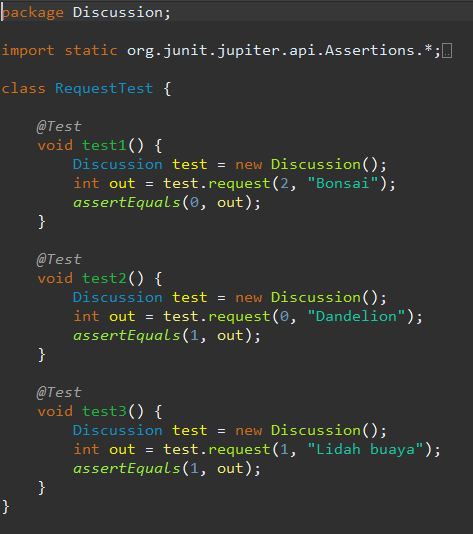 package Discussion;
import static org.junit.jupiter.api.Assertions.*;
class RequestTest {
@Test
void test1() {
Discussion test = new Discussion();
int out = test.request(2, "Bonsai");
assertEquals(0, out);
}
@Test
void test2() {
Discussion test = new Discussion();
int out = test.request(0, "Dandelion");
assertEquals(1, out);
}
@Test
void test3() {
Discussion test = new Discussion();
int out = test.request(1, "Lidah buaya");
assertEquals(1, out);
}
}